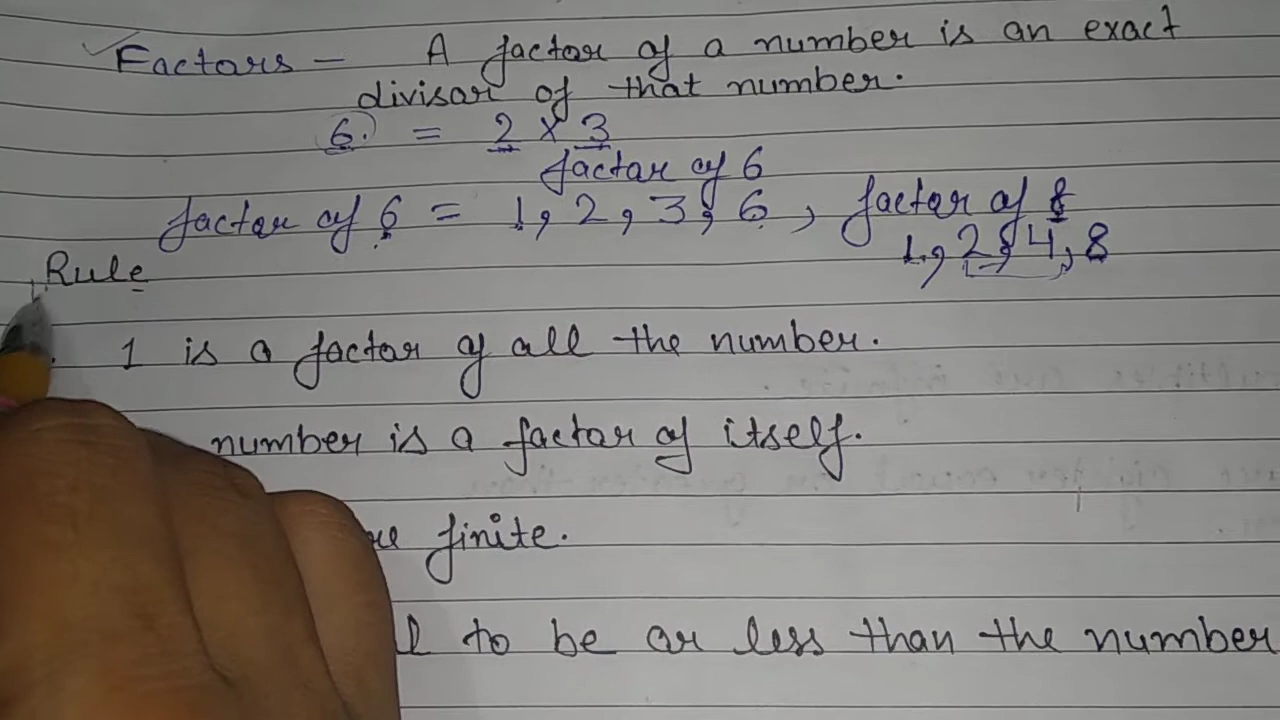 Factors - A factor of a number is an exact
divisor of that number.
6. = 2 × 3
factor of 6
factor of 6 = 1, 2, 3, 6, factor of 8
1, 2, 4, 8
Rule
1 is a factor of all the number.
number is a factor of itself.
finite.
to be or less than the number